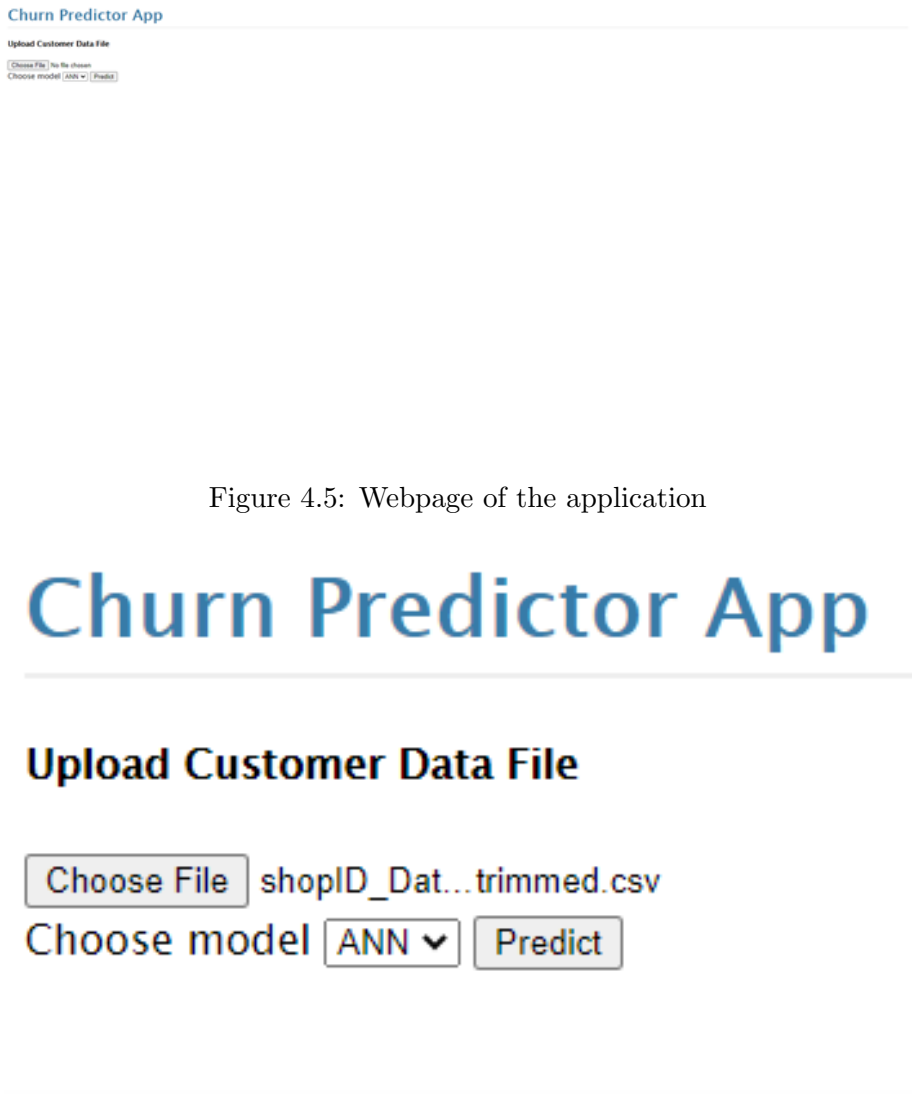 Churn Predictor App
Upload Customer Data File
Choose File No file chosen
Choose model ANN Predict
Figure 4.5: Webpage of the application
Churn Predictor App
Upload Customer Data File
Choose File shopID_Dat...trimmed.csv
Choose model ANN Predict